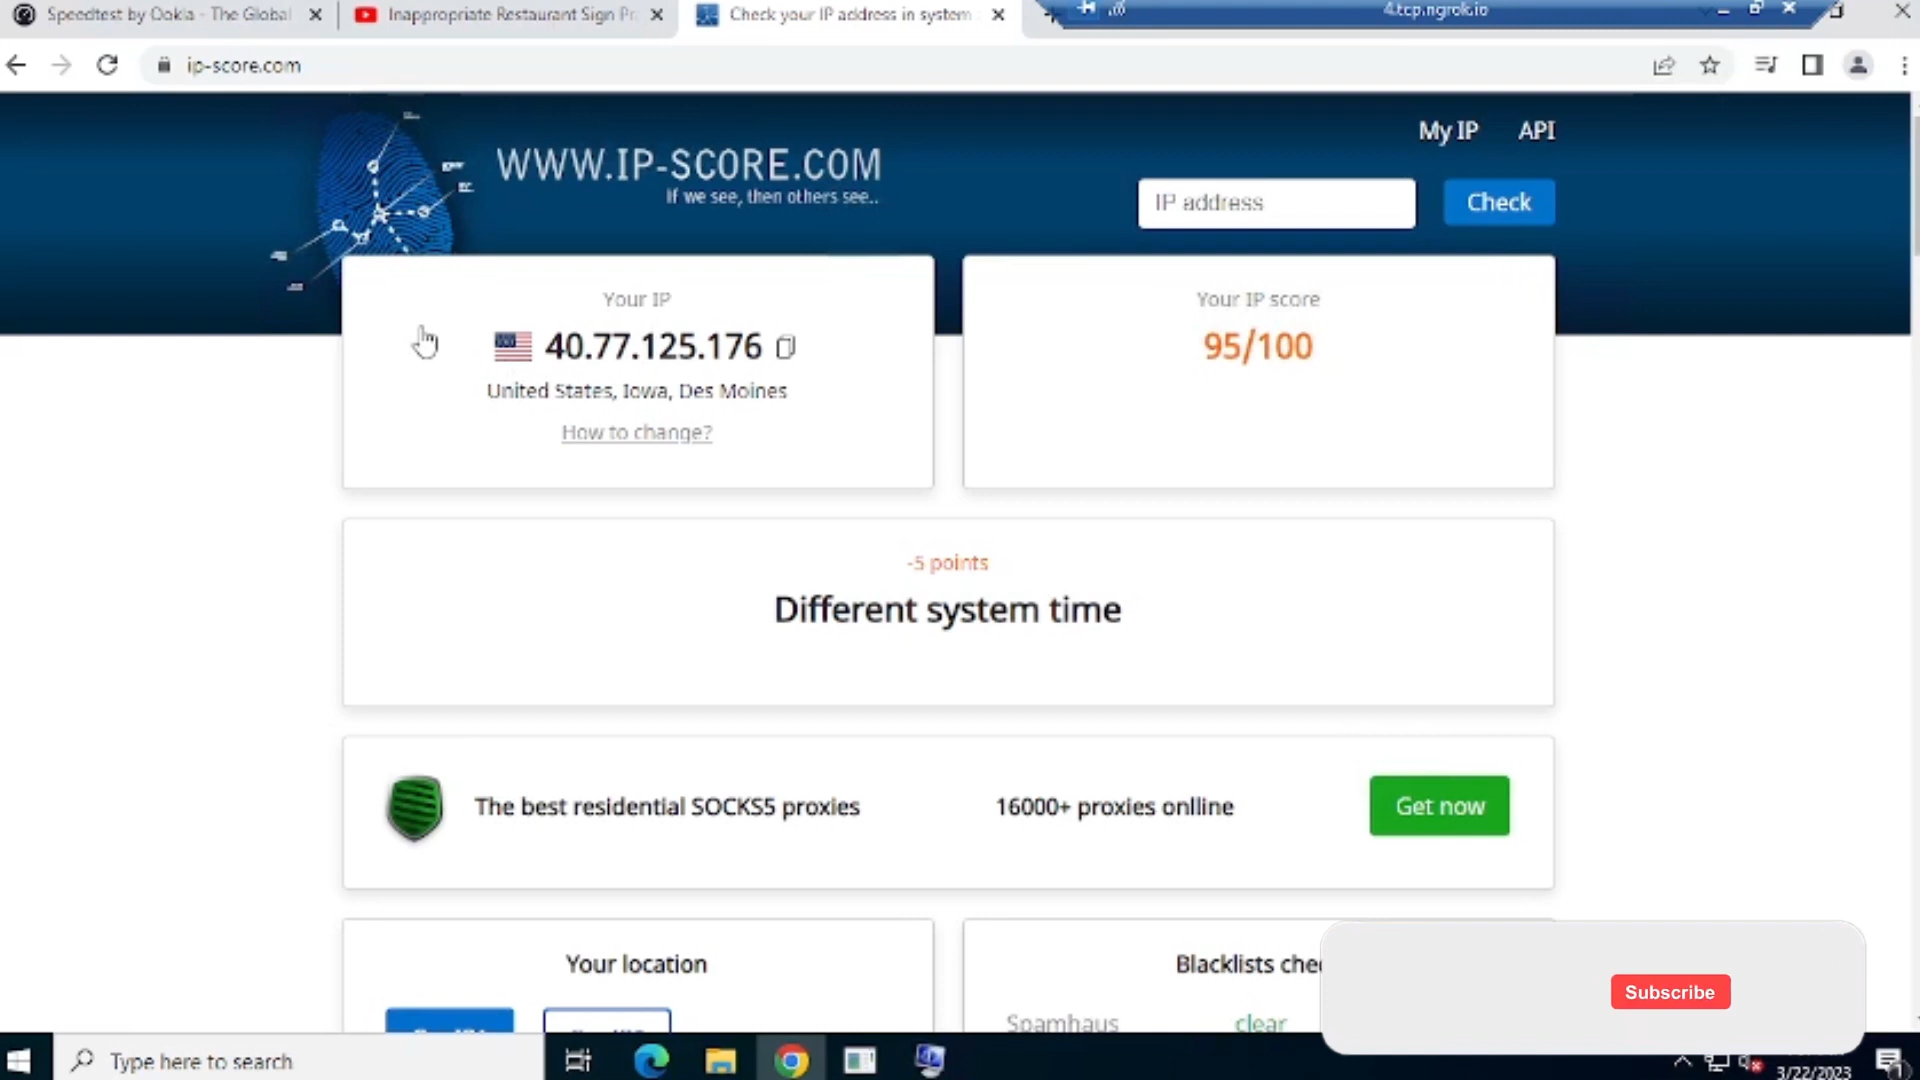 Speedtest by Ookla - The Global
Inappropriate Restaurant Sign Pr
Check your IP address in system
4.tcp.ngrok.io
ip-score.com
My IP
API
WWW.IP-SCORE.COM
If we see, then others see..
IP address
Check
Your IP
40.77.125.176
United States, Iowa, Des Moines
How to change?
Your IP score
95/100
-5 points
Different system time
The best residential SOCKS5 proxies
16000+ proxies onlline
Get now
Your location
Blacklists che
Spamhaus
clear
Subscribe
Type here to search
3/22/2023
1